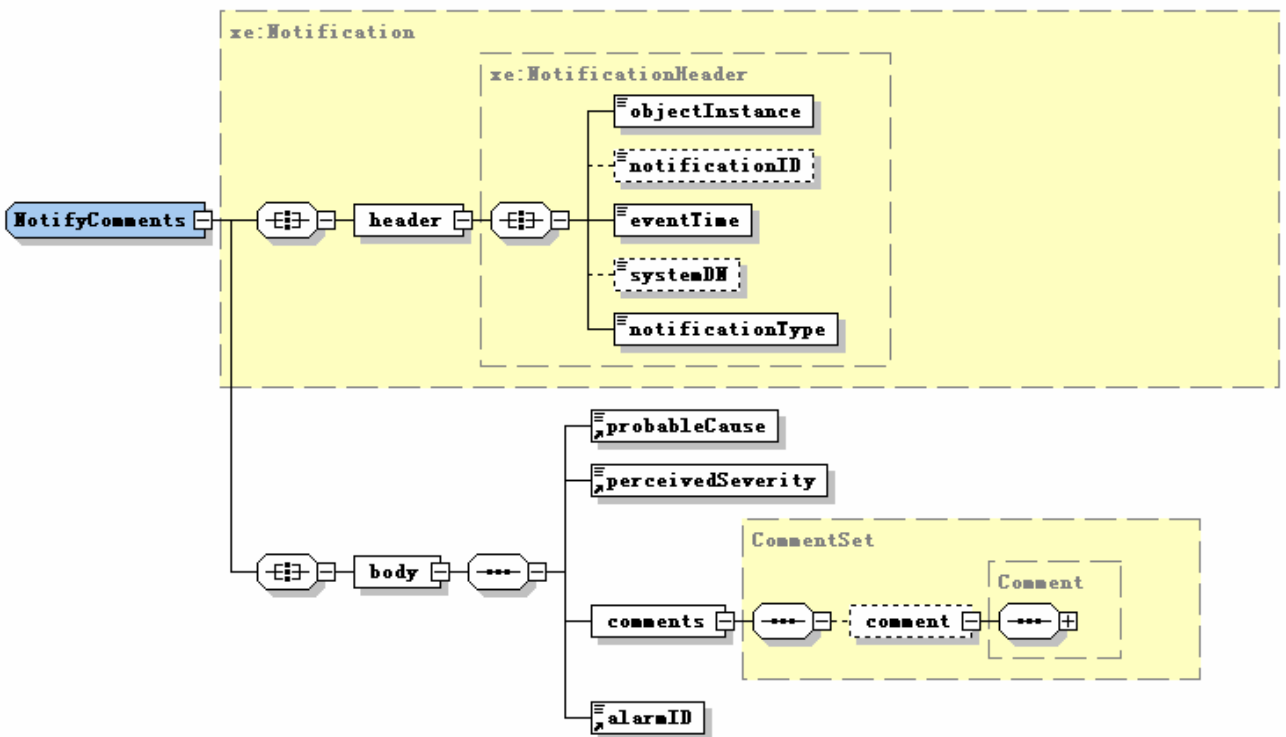 xe:Notification
xe:NotificationHeader
objectInstance
notificationID
NotifyComments
header
eventTime
systemDN
notificationType
probableCause
perceivedSeverity
CommentSet
Comment
body
comments
comment
alarmID